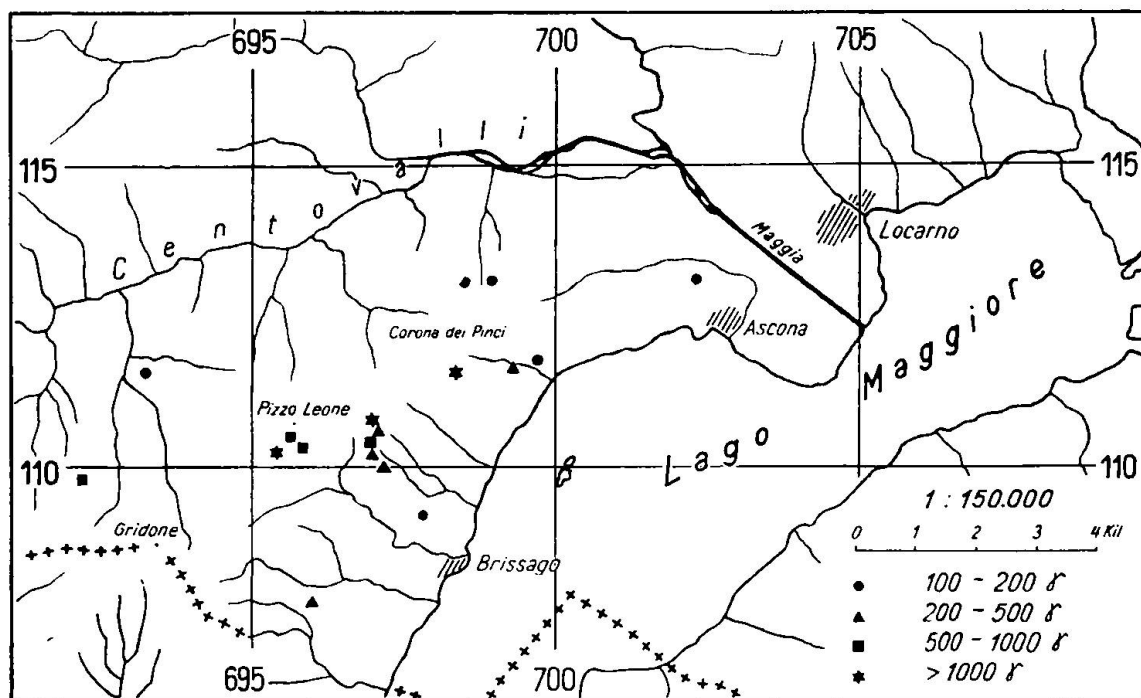 695 700 705
Centovalli
115 115
Maggia
Locarno
Maggiore
Corona dei Pinci
Ascona
Pizzo Leone
Lago
110 110
1 : 150.000
Gridone
0 1 2 3 4 Kil
Brissago
100 - 200 γ
200 - 500 γ
500 - 1000 γ
> 1000 γ
695 700